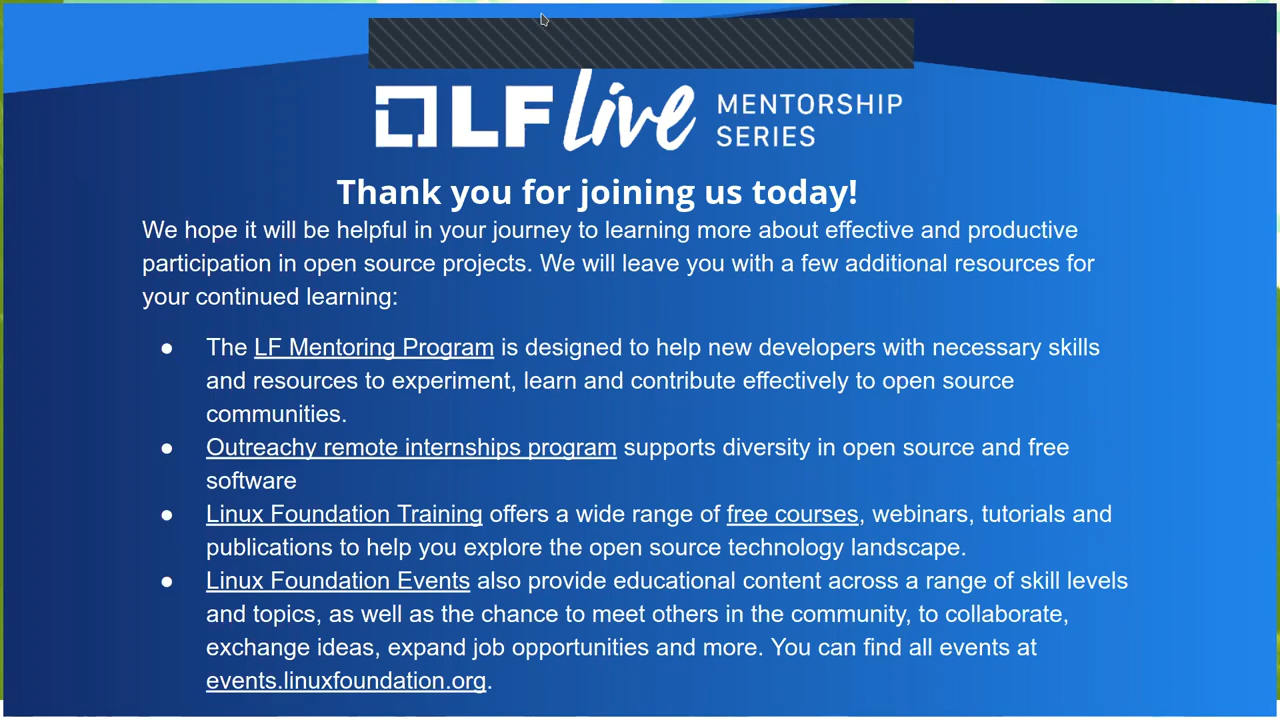 LF Live MENTORSHIP
SERIES
Thank you for joining us today!
We hope it will be helpful in your journey to learning more about effective and productive
participation in open source projects. We will leave you with a few additional resources for
your continued learning:
● The LF Mentoring Program is designed to help new developers with necessary skills
and resources to experiment, learn and contribute effectively to open source
communities.
● Outreachy remote internships program supports diversity in open source and free
software
● Linux Foundation Training offers a wide range of free courses, webinars, tutorials and
publications to help you explore the open source technology landscape.
● Linux Foundation Events also provide educational content across a range of skill levels
and topics, as well as the chance to meet others in the community, to collaborate,
exchange ideas, expand job opportunities and more. You can find all events at
events.linuxfoundation.org.